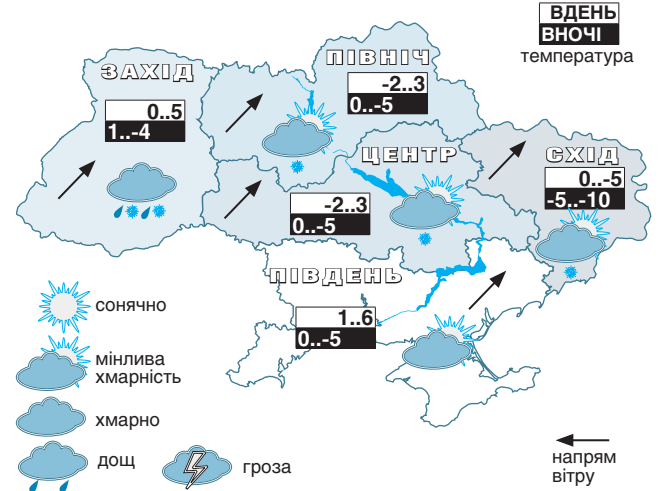 ВДЕНЬ
ВНОЧІ
температура
ПІВНІЧ
-2..3
0..-5
ЗАХІД
0..5
1..-4
ЦЕНТР
-2..3
0..-5
СХІД
0..-5
-5..-10
ПІВДЕНЬ
1..6
0..-5
сонячно
мінлива
хмарність
хмарно
дощ
гроза
напрям
вітру